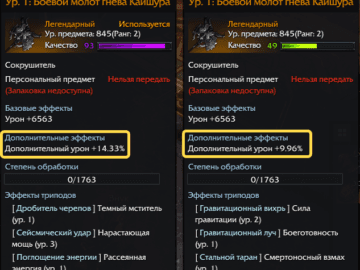 Ур. 1: Боевой молот гнева Кайшура
Легендарный Используется
Ур. предмета: 845(Ранг: 2)
Качество 93
Сокрушитель
Персональный предмет Нельзя передать
(Запаковка недоступна)
Базовые эффекты
Урон +6563
Дополнительные эффекты
Дополнительный урон +14.33%
Степень обработки
0/1763
Эффекты триподов
[ Дробитель черепов ] Темный мститель
(ур. 1)
[ Сейсмический удар ] Нарастающая
мощь (ур. 3)
[ Поглощение энергии ] Рассеянная
энергия (ур. 1)
Ур. 1: Боевой молот гнева Кайшура
Легендарный
Ур. предмета: 845(Ранг: 2)
Качество 49
Сокрушитель
Персональный предмет Нельзя передать
(Запаковка недоступна)
Базовые эффекты
Урон +6563
Дополнительные эффекты
Дополнительный урон +9.96%
Степень обработки
0/1763
Эффекты триподов
[ Гравитационный вихрь ] Сила
гравитации (ур. 2)
[ Гравитационный луч ] Боеготовность
(ур. 1)
[ Стальной таран ] Смертоносный взмах
(ур. 1)